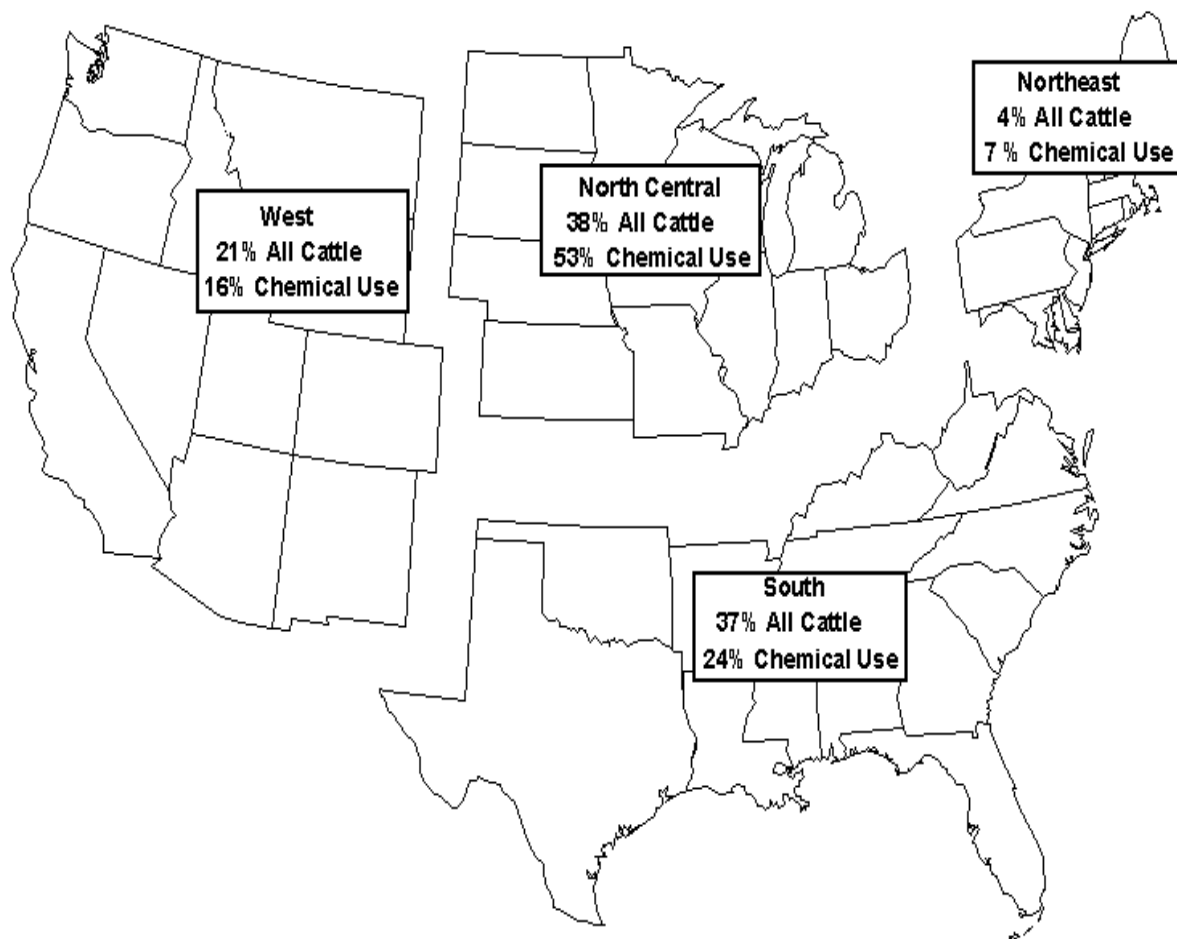 Northeast
4% All Cattle
7 % Chemical Use
North Central
38% All Cattle
53% Chemical Use
West
21% All Cattle
16% Chemical Use
South
37% All Cattle
24% Chemical Use